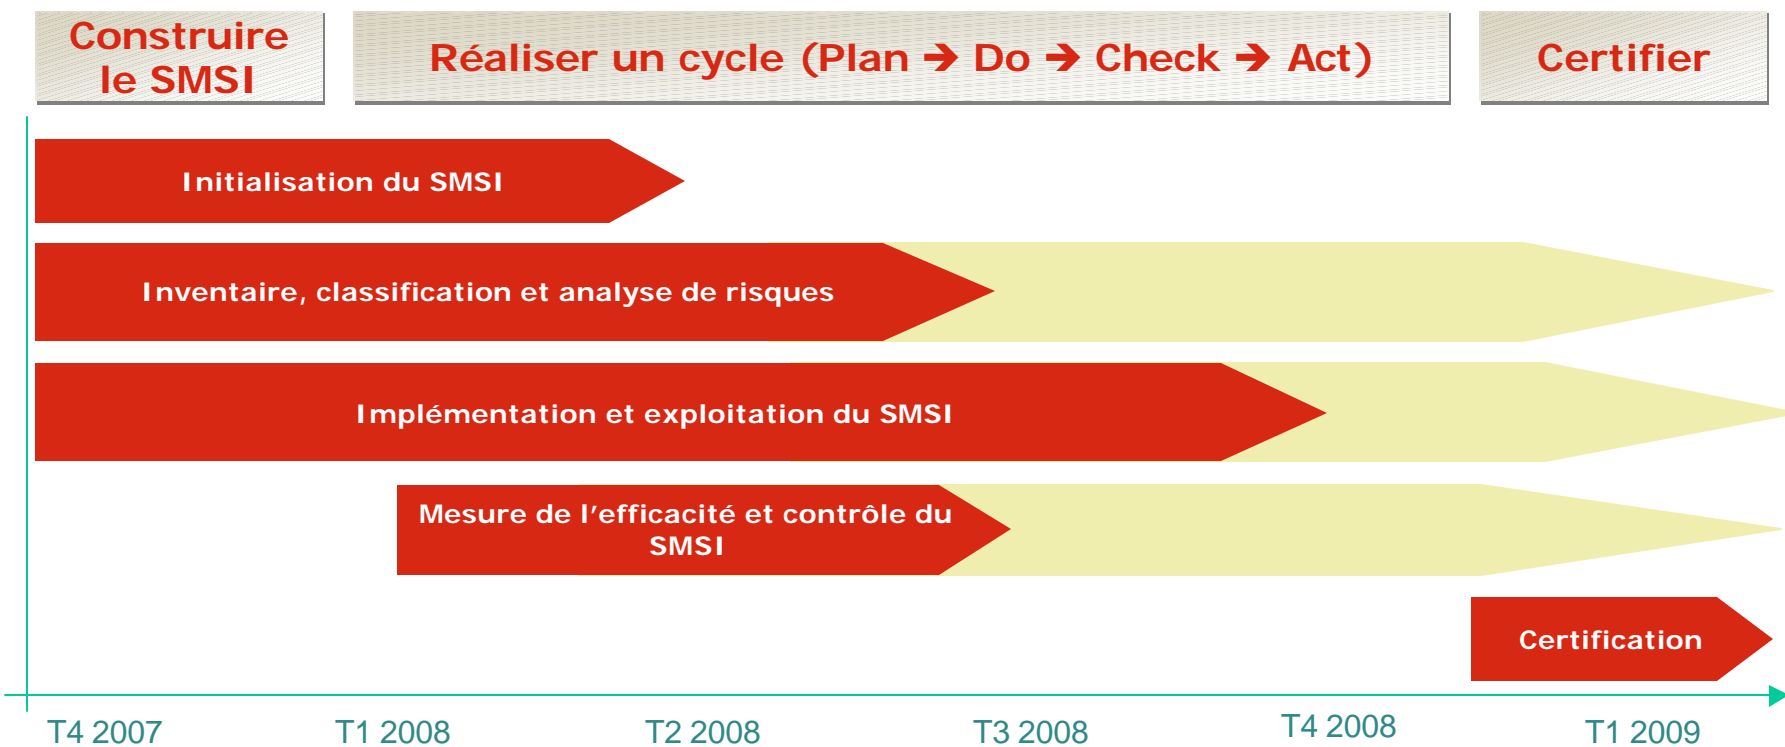 Construire
le SMSI
Réaliser un cycle (Plan ➔ Do ➔ Check ➔ Act)
Certifier
Initialisation du SMSI
Inventaire, classification et analyse de risques
Implémentation et exploitation du SMSI
Mesure de l’efficacité et contrôle du
SMSI
Certification
T4 2007
T1 2008
T2 2008
T3 2008
T4 2008
T1 2009